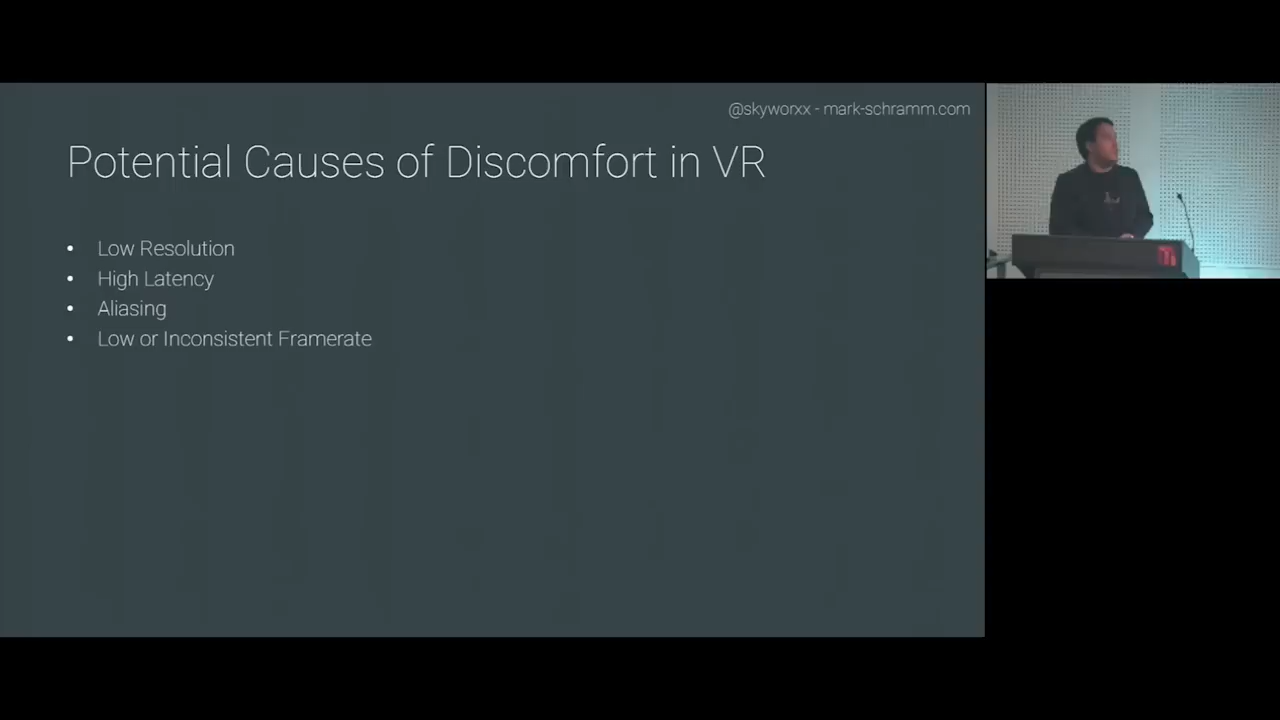 @skyworxx - mark-schramm.com
Potential Causes of Discomfort in VR
• Low Resolution
• High Latency
• Aliasing
• Low or Inconsistent Framerate